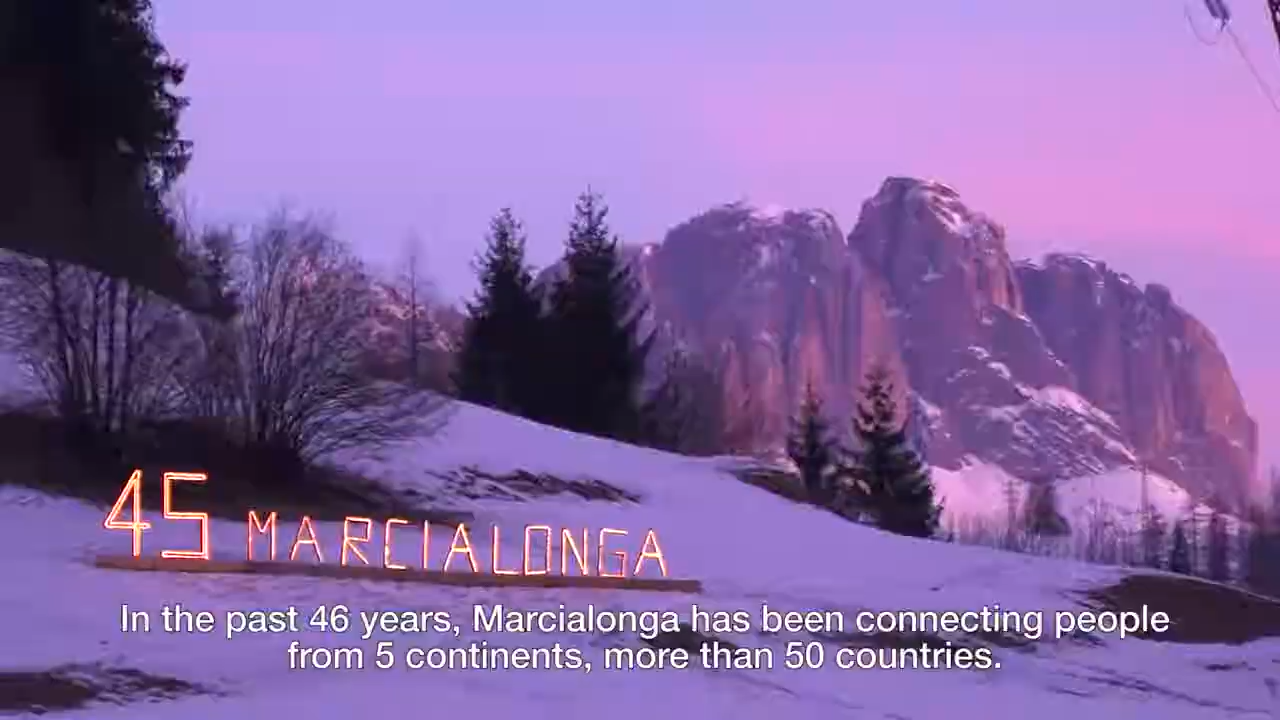 45 MARCIALONGA
In the past 46 years, Marcialonga has been connecting people
from 5 continents, more than 50 countries.